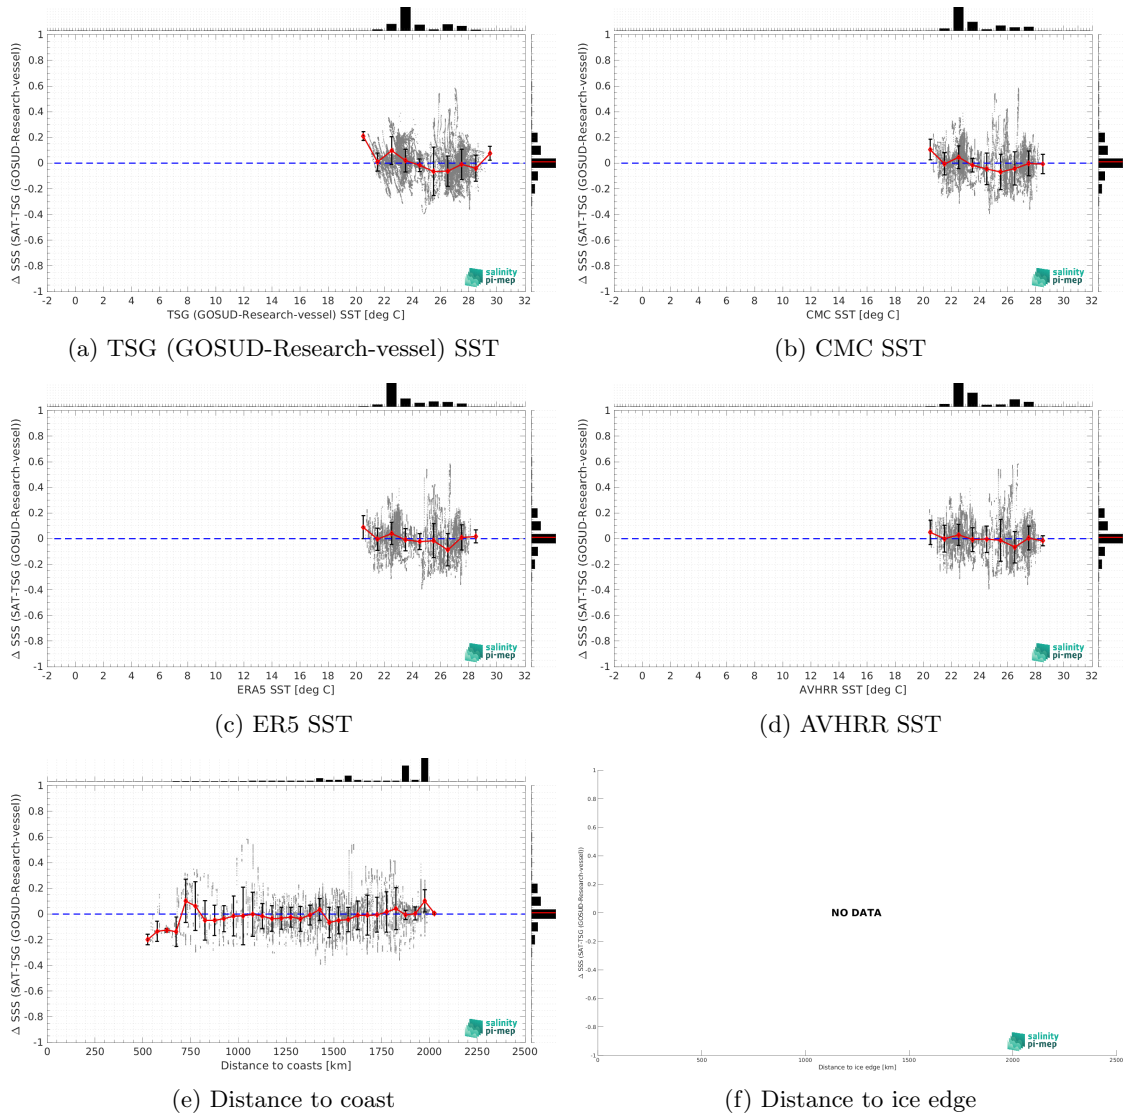 1
0.8
0.6
0.4
0.2
0
-0.2
-0.4
-0.6
-0.8
-1
Δ SSS (SAT-TSG (GOSUD-Research-vessel))
salinity
pi-mep
-2 0 2 4 6 8 10 12 14 16 18 20 22 24 26 28 30 32
TSG (GOSUD-Research-vessel) SST [deg C]
(a) TSG (GOSUD-Research-vessel) SST
1
0.8
0.6
0.4
0.2
0
-0.2
-0.4
-0.6
-0.8
-1
Δ SSS (SAT-TSG (GOSUD-Research-vessel))
salinity
pi-mep
-2 0 2 4 6 8 10 12 14 16 18 20 22 24 26 28 30 32
CMC SST [deg C]
(b) CMC SST
1
0.8
0.6
0.4
0.2
0
-0.2
-0.4
-0.6
-0.8
-1
Δ SSS (SAT-TSG (GOSUD-Research-vessel))
salinity
pi-mep
-2 0 2 4 6 8 10 12 14 16 18 20 22 24 26 28 30 32
ERA5 SST [deg C]
(c) ER5 SST
1
0.8
0.6
0.4
0.2
0
-0.2
-0.4
-0.6
-0.8
-1
Δ SSS (SAT-TSG (GOSUD-Research-vessel))
salinity
pi-mep
-2 0 2 4 6 8 10 12 14 16 18 20 22 24 26 28 30 32
AVHRR SST [deg C]
(d) AVHRR SST
1
0.8
0.6
0.4
0.2
0
-0.2
-0.4
-0.6
-0.8
-1
Δ SSS (SAT-TSG (GOSUD-Research-vessel))
salinity
pi-mep
0 250 500 750 1000 1250 1500 1750 2000 2250 2500
Distance to coasts [km]
(e) Distance to coast
1
0.8
0.6
0.4
0.2
0
-0.2
-0.4
-0.6
-0.8
-1
Δ SSS (SAT-TSG (GOSUD-Research-vessel))
NO DATA
salinity
pi-mep
0 500 1000 1500 2000 2500
Distance to ice edge [km]
(f) Distance to ice edge